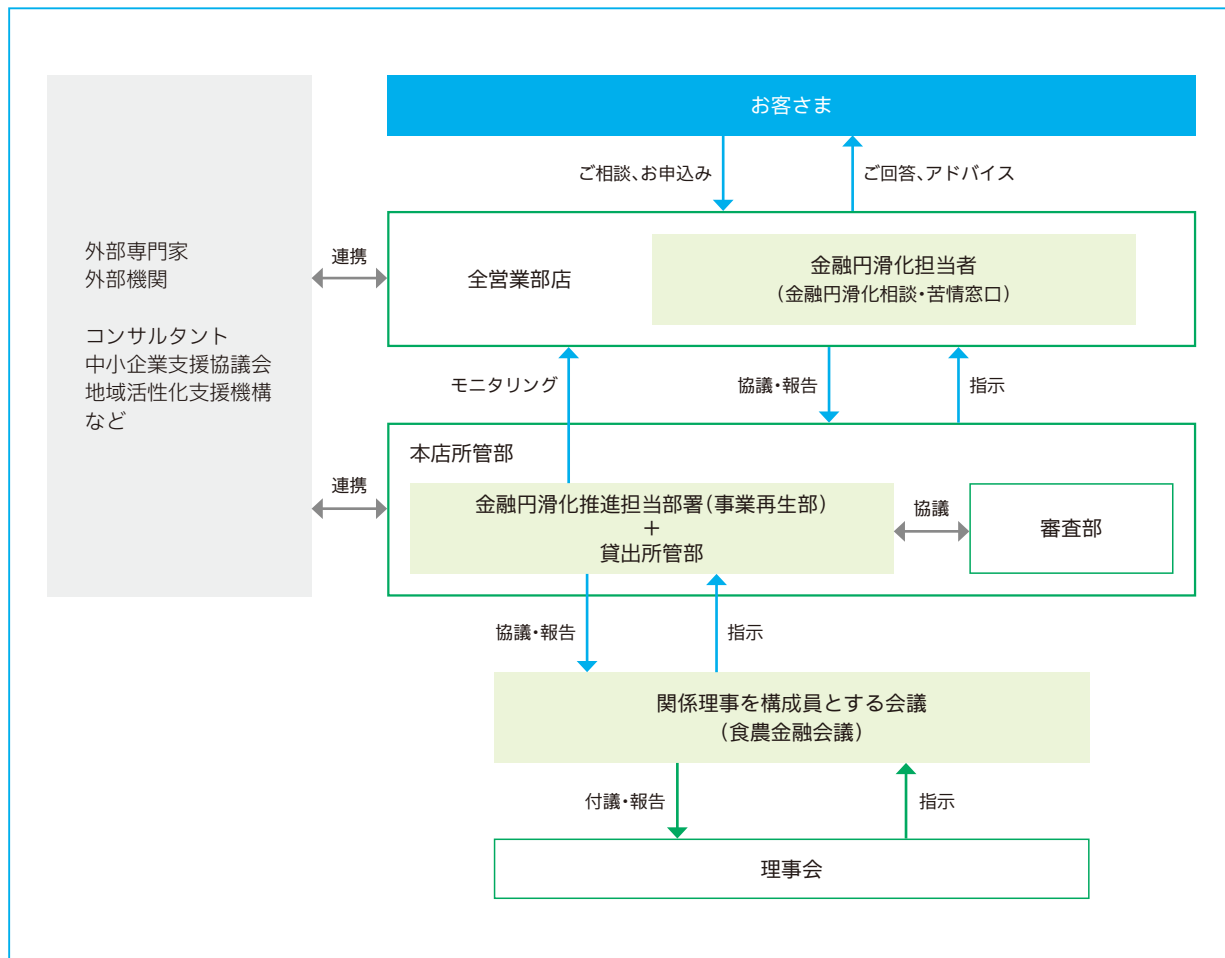 お客さま
ご相談、お申込み
ご回答、アドバイス
外部専門家
外部機関
コンサルタント
中小企業支援協議会
地域活性化支援機構
など
連携
全営業部店
金融円滑化担当者
（金融円滑化相談・苦情窓口）
モニタリング
協議・報告
指示
本店所管部
連携
金融円滑化推進担当部署（事業再生部）
＋
貸出所管部
協議
審査部
協議・報告
指示
関係理事を構成員とする会議
（食農金融会議）
付議・報告
指示
理事会